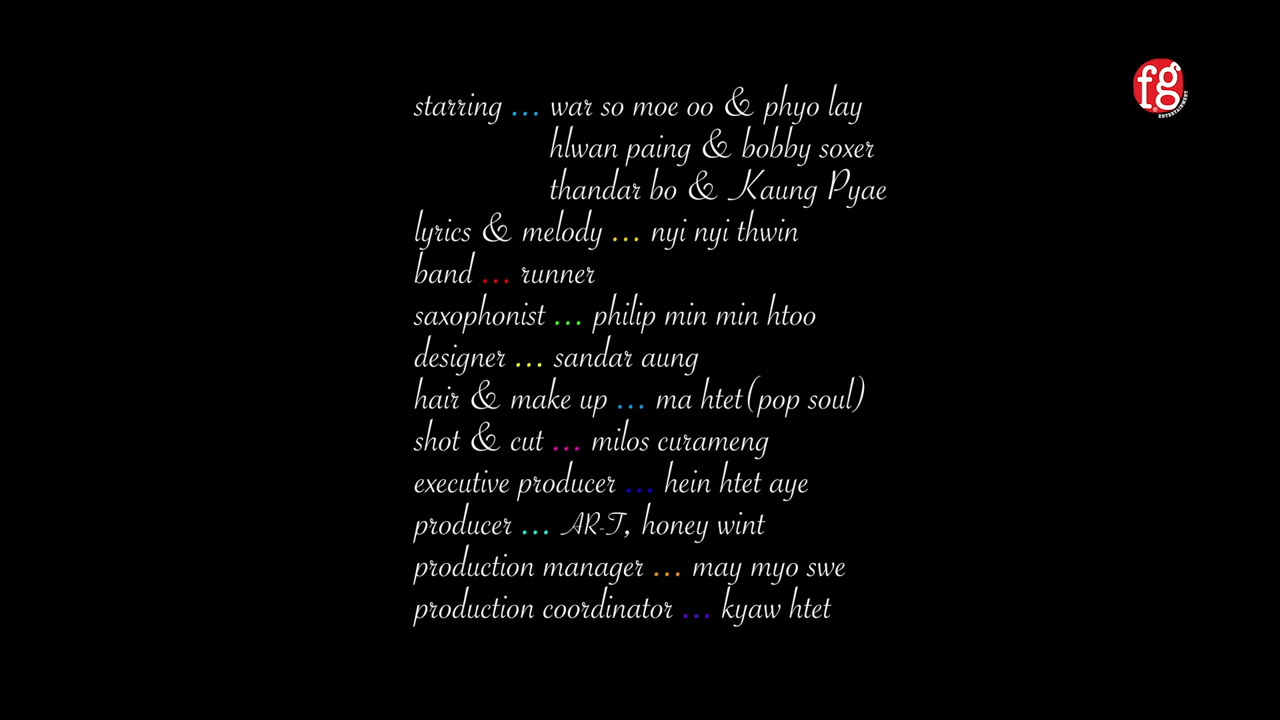 starring ... war so moe oo & phyo lay
hlwan paing & bobby soxer
thandar bo & Kaung Pyae
lyrics & melody ... nyi nyi thwin
band ... runner
saxophonist ... philip min min htoo
designer ... sandar aung
hair & make up ... ma htet(pop soul)
shot & cut ... milos curameng
executive producer ... hein htet aye
producer ... AR-T, honey wint
production manager ... may myo swe
production coordinator ... kyaw htet
fg
ENTERTAINMENT